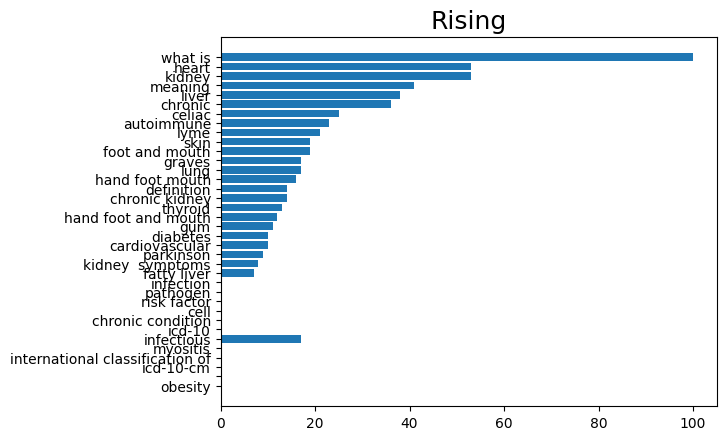 Rising
what is
heart
kidney
meaning
liver
chronic
celiac
autoimmune
lyme
skin
foot and mouth
graves
lung
hand foot mouth
definition
chronic kidney
thyroid
hand foot and mouth
gum
diabetes
cardiovascular
parkinson
kidney  symptoms
fatty liver
infection
pathogen
risk factor
cell
chronic condition
icd-10
infectious
myositis
international classification of
icd-10-cm
obesity
0 20 40 60 80 100